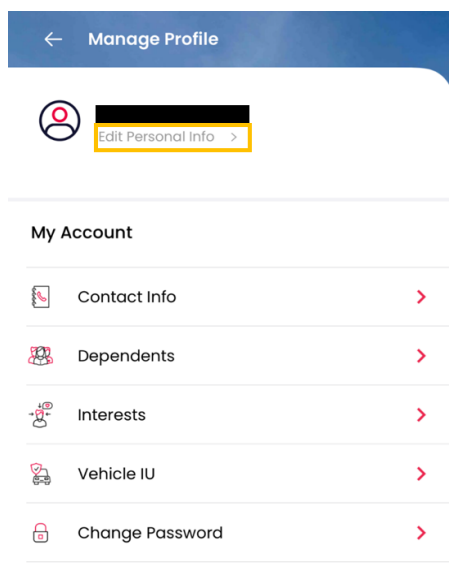 Manage Profile
Edit Personal Info
My Account
Contact Info
Dependents
Interests
Vehicle IU
Change Password